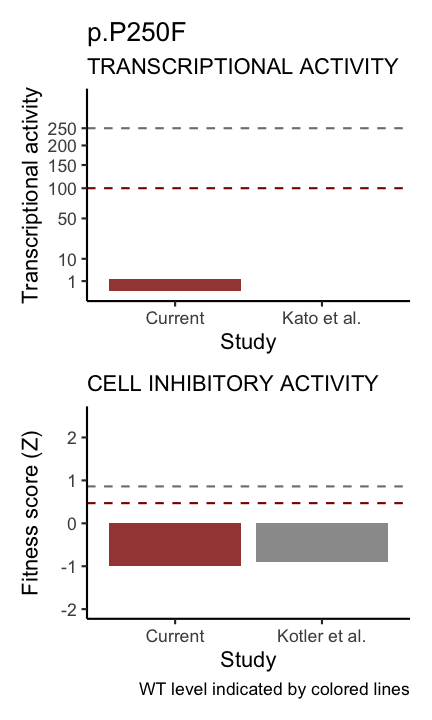 p.P250F
TRANSCRIPTIONAL ACTIVITY
Transcriptional activity
250
200
150
100
50
10
1
Current
Kato et al.
Study
CELL INHIBITORY ACTIVITY
Fitness score (Z)
2
1
0
-1
-2
Current
Kotler et al.
Study
WT level indicated by colored lines